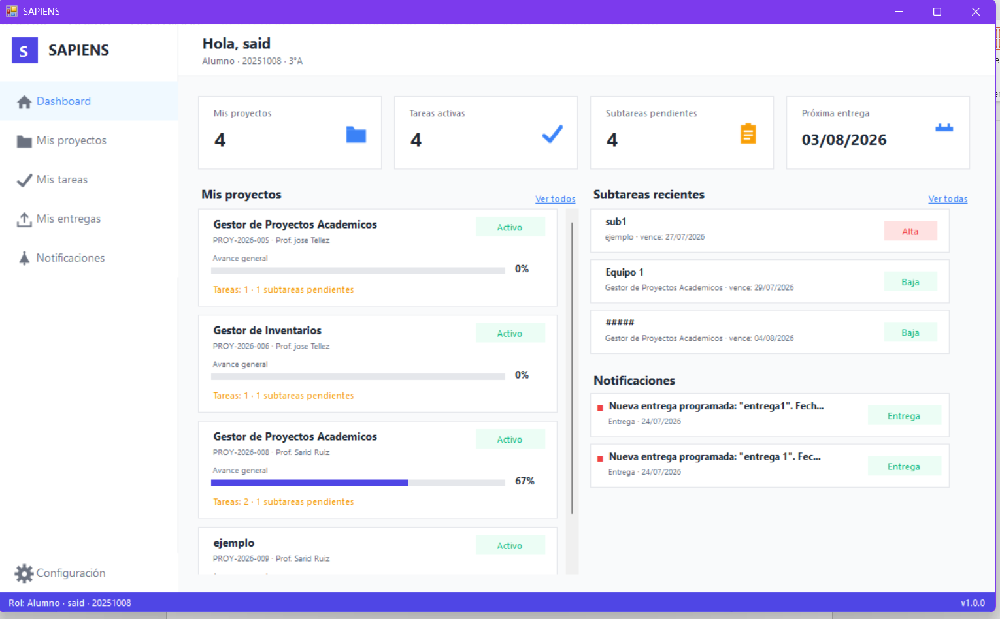 SAPIENS
S SAPIENS
Dashboard
Mis proyectos
Mis tareas
Mis entregas
Notificaciones
Configuración
Hola, said
Alumno · 20251008 · 3°A
Mis proyectos
4
Tareas activas
4
Subtareas pendientes
4
Próxima entrega
03/08/2026
Mis proyectos
Ver todos
Gestor de Proyectos Academicos
Activo
PROY-2026-005 · Prof. jose Tellez
Avance general
0%
Tareas: 1 · 1 subtareas pendientes
Gestor de Inventarios
Activo
PROY-2026-006 · Prof. jose Tellez
Avance general
0%
Tareas: 1 · 1 subtareas pendientes
Gestor de Proyectos Academicos
Activo
PROY-2026-008 · Prof. Sarid Ruiz
Avance general
67%
Tareas: 2 · 1 subtareas pendientes
ejemplo
Activo
PROY-2026-009 · Prof. Sarid Ruiz
Subtareas recientes
Ver todas
sub1
ejemplo · vence: 27/07/2026
Alta
Equipo 1
Gestor de Proyectos Academicos · vence: 29/07/2026
Baja
#####
Gestor de Proyectos Academicos · vence: 04/08/2026
Baja
Notificaciones
Nueva entrega programada: "entrega1". Fech...
Entrega · 24/07/2026
Entrega
Nueva entrega programada: "entrega 1". Fec...
Entrega · 24/07/2026
Entrega
Rol: Alumno · said · 20251008
v1.0.0